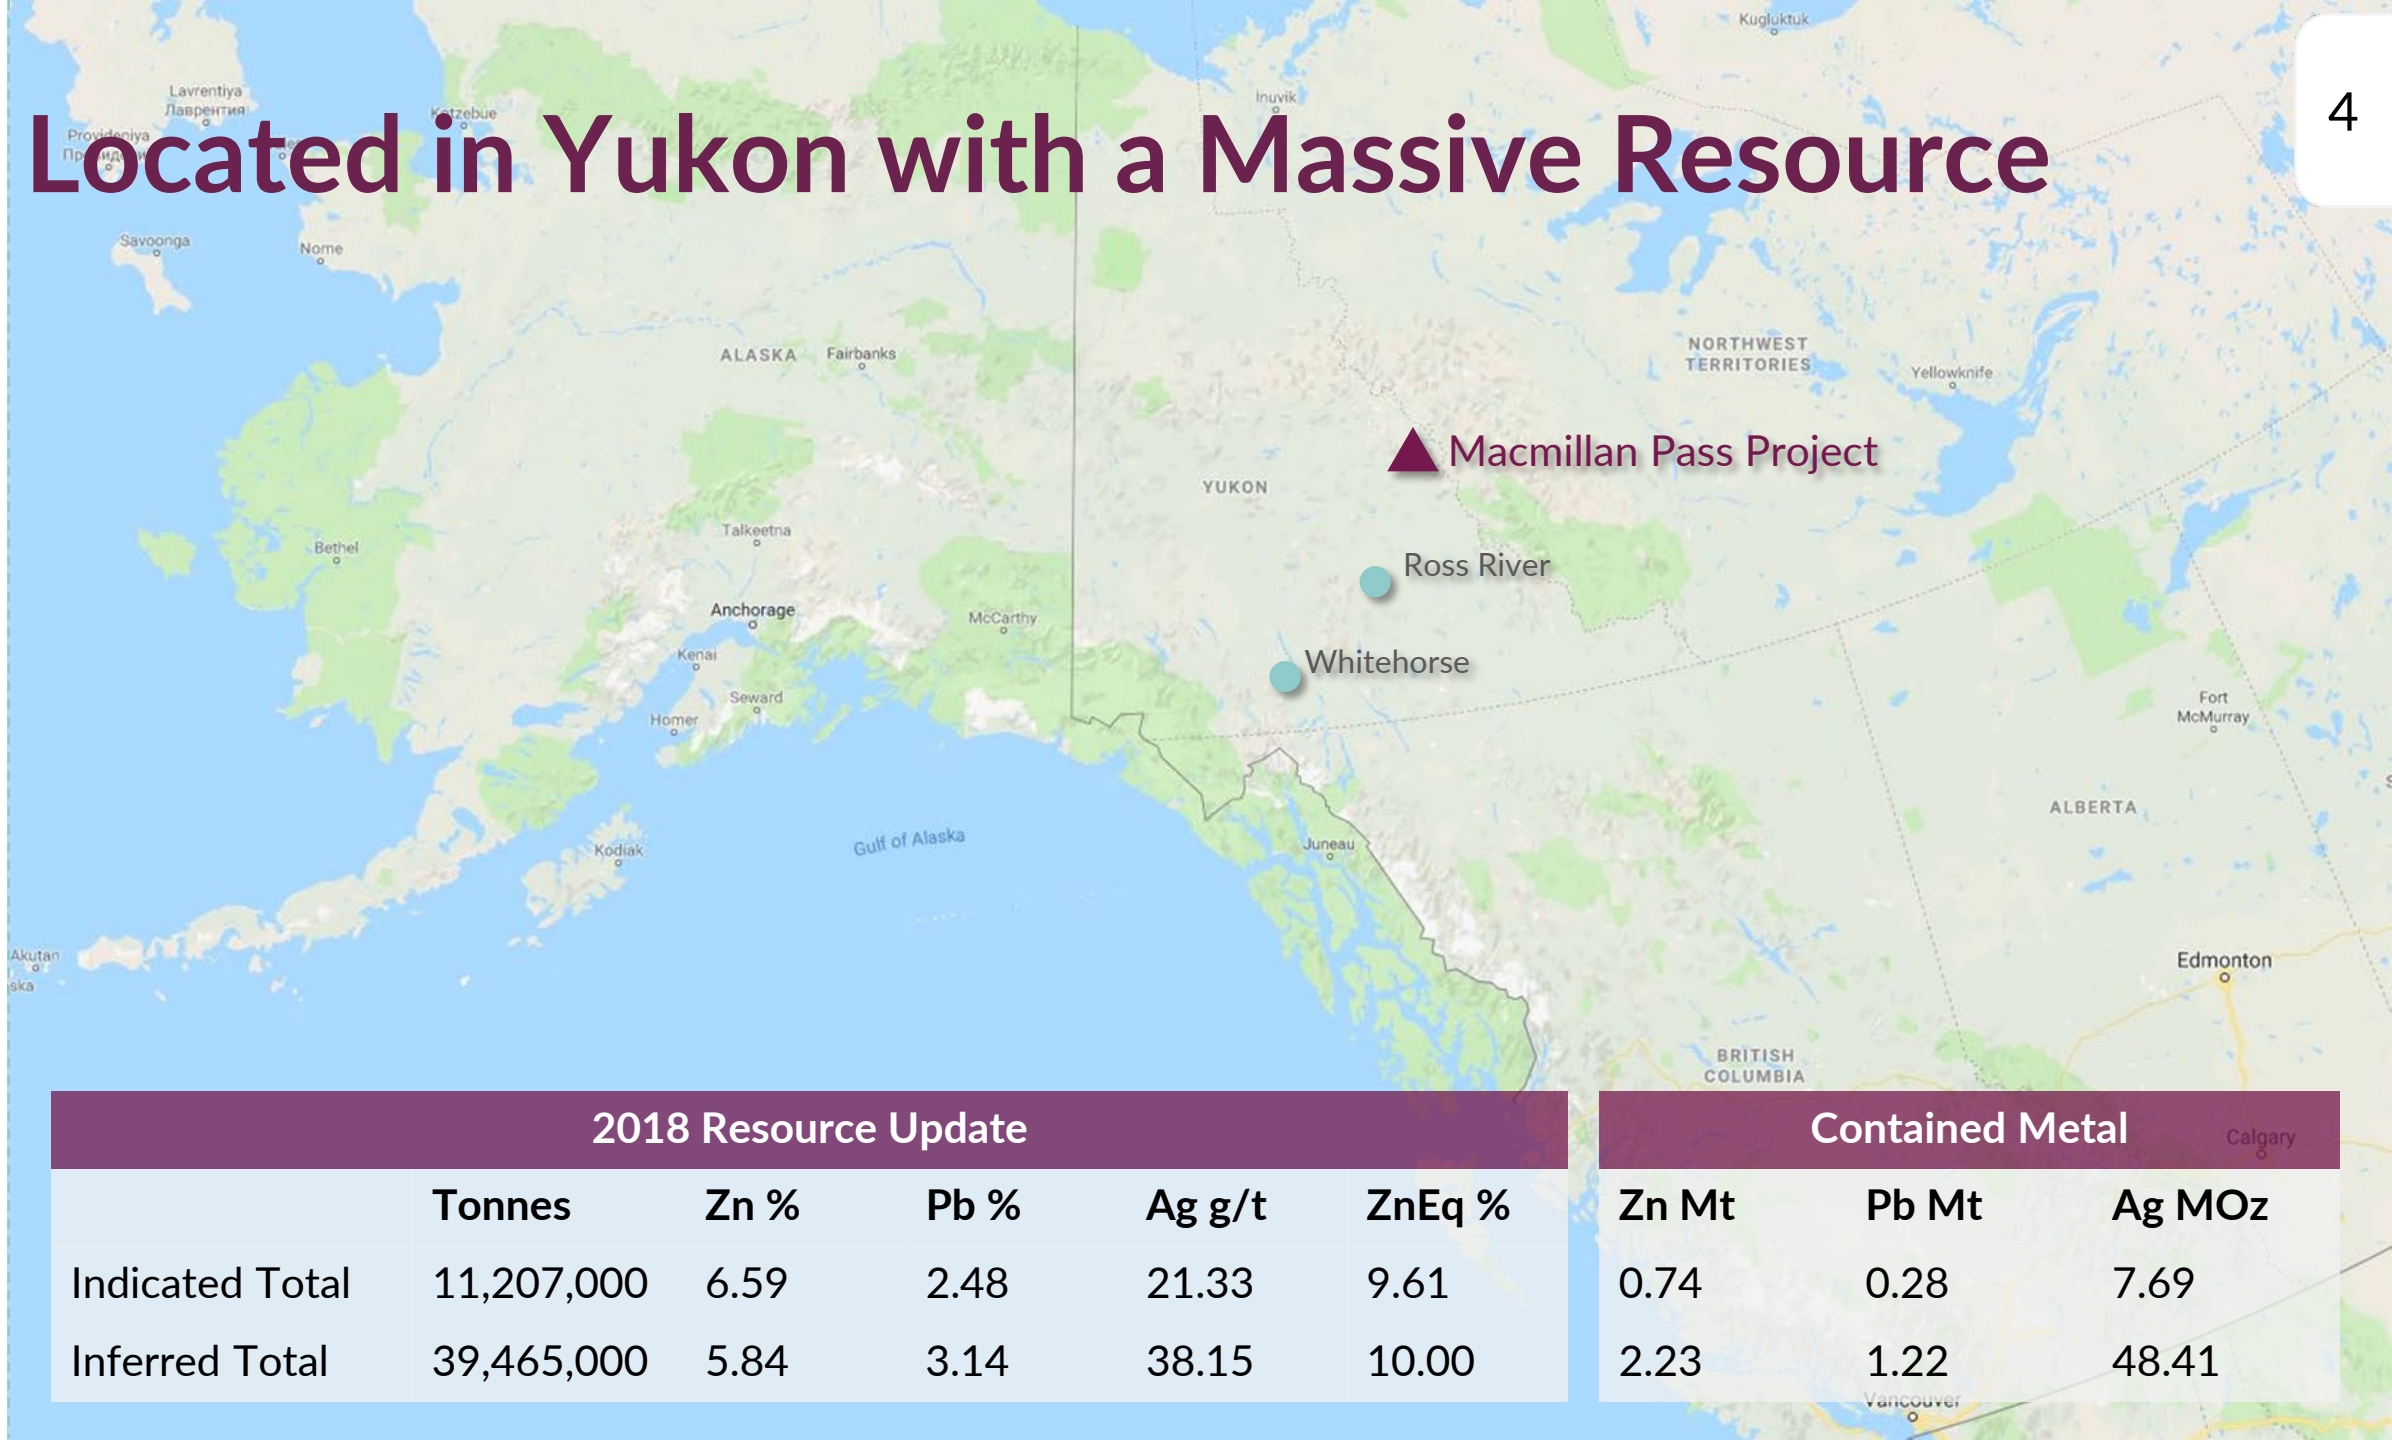 Kugluktuk
4
Lavrentiya
Лаврентия
Kotzebue
Inuvik
Provideniya
Located in Yukon with a Massive Resource
Savoonga
Nome
ALASKA
Fairbanks
NORTHWEST
TERRITORIES
Yellowknife
Macmillan Pass Project
YUKON
Talkeetna
Bethel
Ross River
Anchorage
McCarthy
Kenai
Whitehorse
Seward
Homer
Fort
McMurray
ALBERTA
Gulf of Alaska
Juneau
Kodiak
Akutan
ska
Edmonton
BRITISH
COLUMBIA
2018 Resource Update
Tonnes Zn % Pb % Ag g/t ZnEq %
Indicated Total 11,207,000 6.59 2.48 21.33 9.61
Inferred Total 39,465,000 5.84 3.14 38.15 10.00
Contained Metal
Calgary
Zn Mt Pb Mt Ag MOz
0.74 0.28 7.69
2.23 1.22 48.41
Vancouver